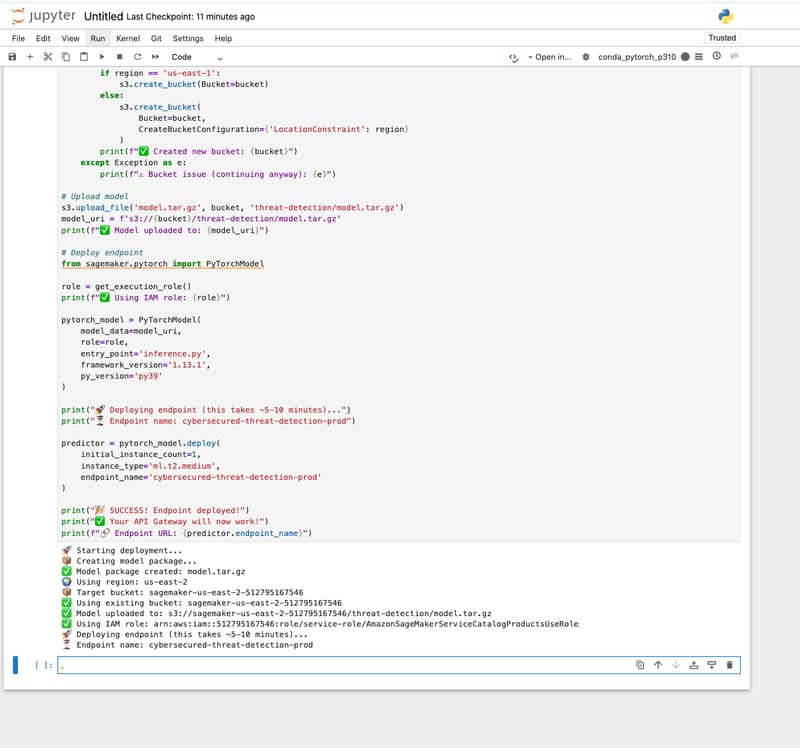 jupyter Untitled Last Checkpoint: 11 minutes ago
File Edit View Run Kernel Git Settings Help Trusted
Code Open in... conda_pytorch_p310 git
if region == 'us-east-1':
s3.create_bucket(Bucket=bucket)
else:
s3.create_bucket(
Bucket=bucket,
CreateBucketConfiguration={'LocationConstraint': region}
)
print(f"✅ Created new bucket: {bucket}")
except Exception as e:
print(f"⚠ Bucket issue (continuing anyway): {e}")
# Upload model
s3.upload_file('model.tar.gz', bucket, 'threat-detection/model.tar.gz')
model_uri = f's3://{bucket}/threat-detection/model.tar.gz'
print(f"✅ Model uploaded to: {model_uri}")
# Deploy endpoint
from sagemaker.pytorch import PyTorchModel
role = get_execution_role()
print(f"✅ Using IAM role: {role}")
pytorch_model = PyTorchModel(
model_data=model_uri,
role=role,
entry_point='inference.py',
framework_version='1.13.1',
py_version='py39'
)
print("🚀 Deploying endpoint (this takes ~5-10 minutes)...")
print("⏳ Endpoint name: cybersecured-threat-detection-prod")
predictor = pytorch_model.deploy(
initial_instance_count=1,
instance_type='ml.t2.medium',
endpoint_name='cybersecured-threat-detection-prod'
)
print("🎉 SUCCESS! Endpoint deployed!")
print("✅ Your API Gateway will now work!")
print(f"🔗 Endpoint URL: {predictor.endpoint_name}")
🚀 Starting deployment...
📦 Creating model package...
✅ Model package created: model.tar.gz
🌍 Using region: us-east-2
📦 Target bucket: sagemaker-us-east-2-512795167546
✅ Using existing bucket: sagemaker-us-east-2-512795167546
✅ Model uploaded to: s3://sagemaker-us-east-2-512795167546/threat-detection/model.tar.gz
✅ Using IAM role: arn:aws:iam::512795167546:role/service-role/AmazonSageMakerServiceCatalogProductsUseRole
🚀 Deploying endpoint (this takes ~5-10 minutes)...
⏳ Endpoint name: cybersecured-threat-detection-prod
[ ]: